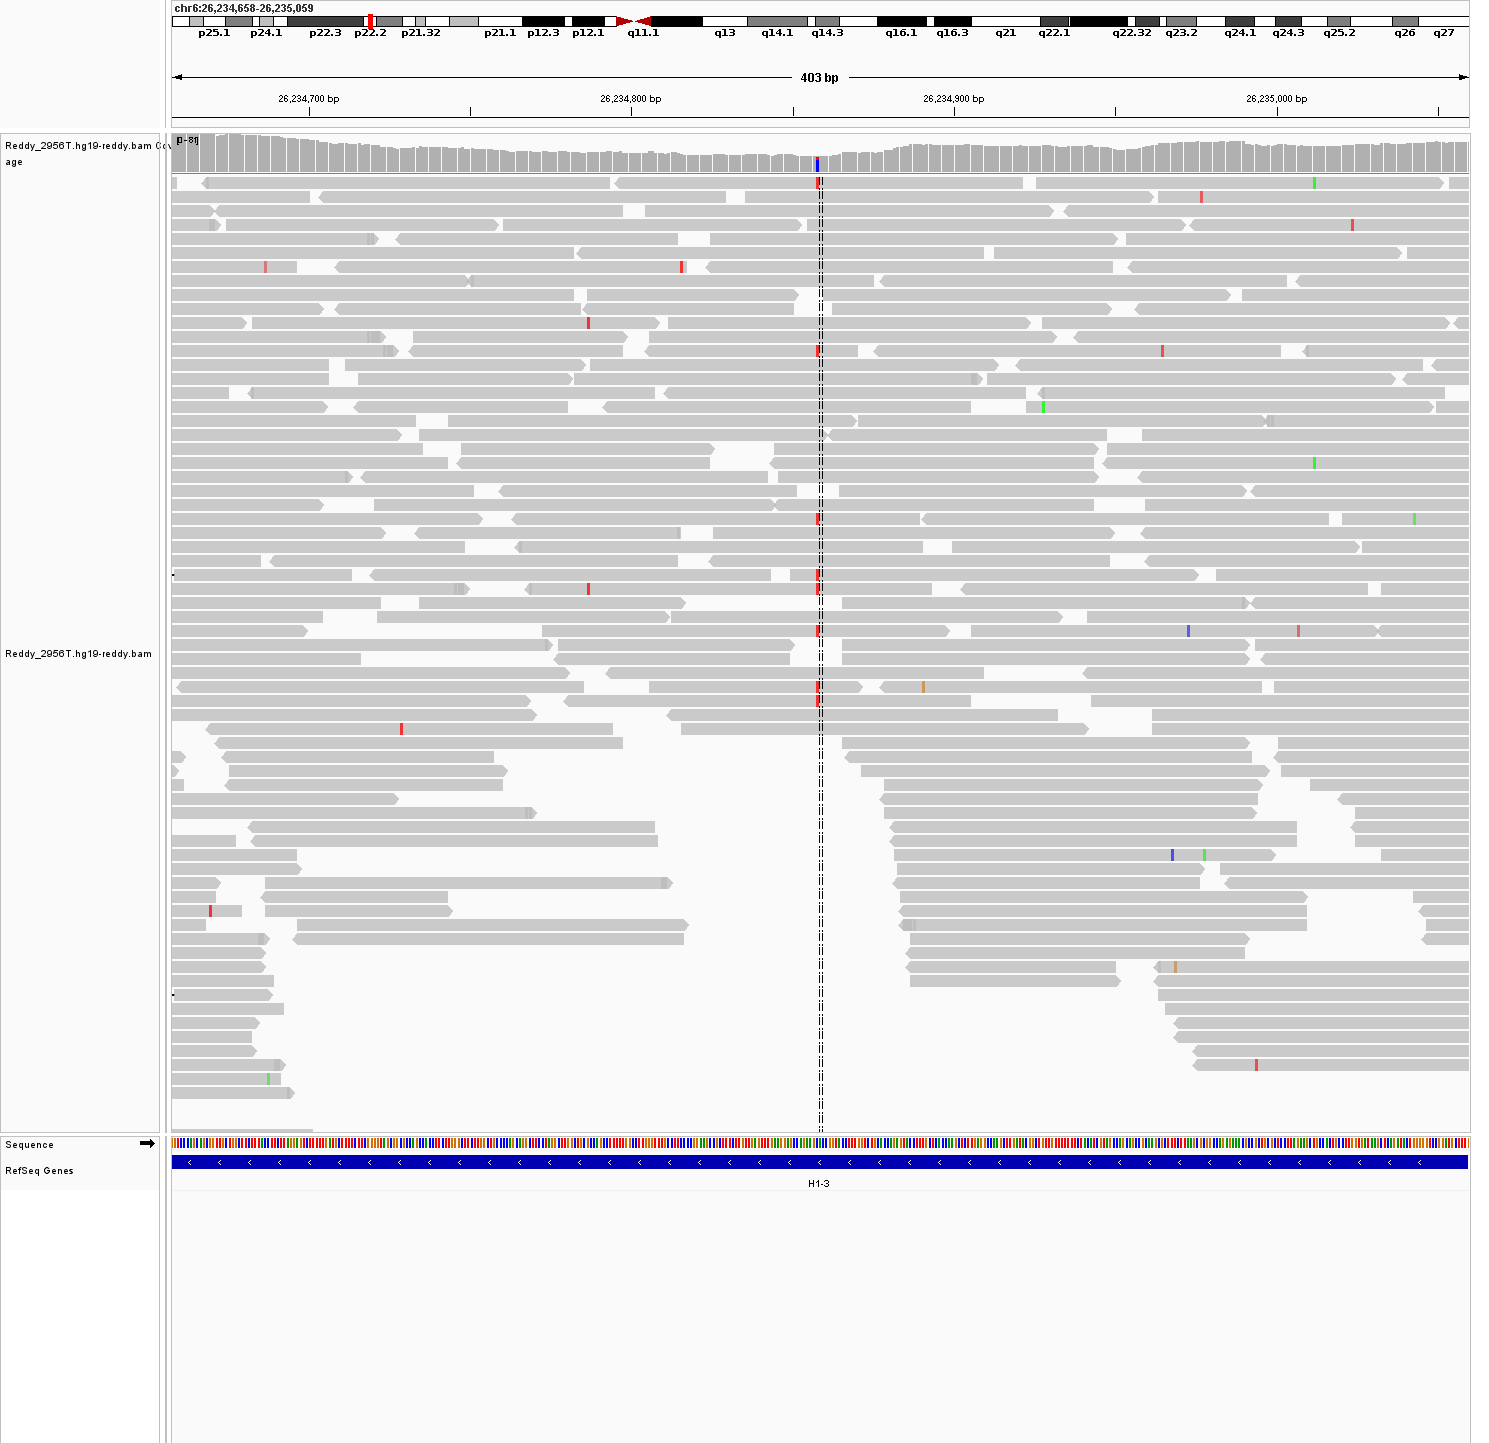 chr6:26,234,658-26,235,059
p25.1 p24.1 p22.3 p22.2 p21.32 p21.1 p12.3 p12.1 q11.1 q13 q14.1 q14.3 q16.1 q16.3 q21 q22.1 q22.32 q23.2 q24.1 q24.3 q25.2 q26 q27
403 bp
26,234,700 bp 26,234,800 bp 26,234,900 bp 26,235,000 bp
[0-81]
Reddy_2956T.hg19-reddy.bam Cov
age
Reddy_2956T.hg19-reddy.bam
Sequence
RefSeq Genes
H1-3